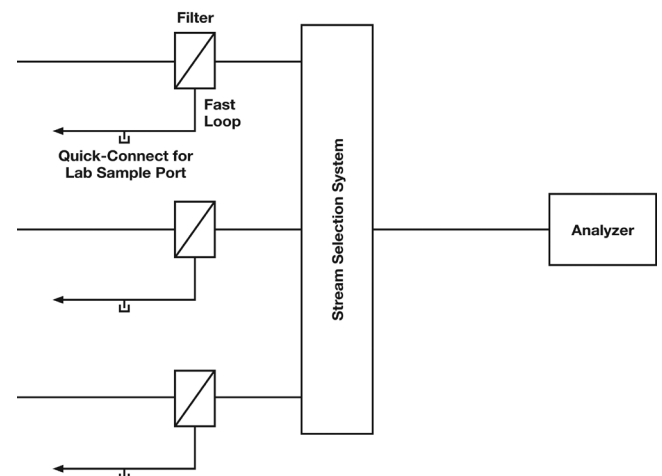 Filter
Fast
Loop
Quick-Connect for
Lab Sample Port
Stream Selection System
Analyzer